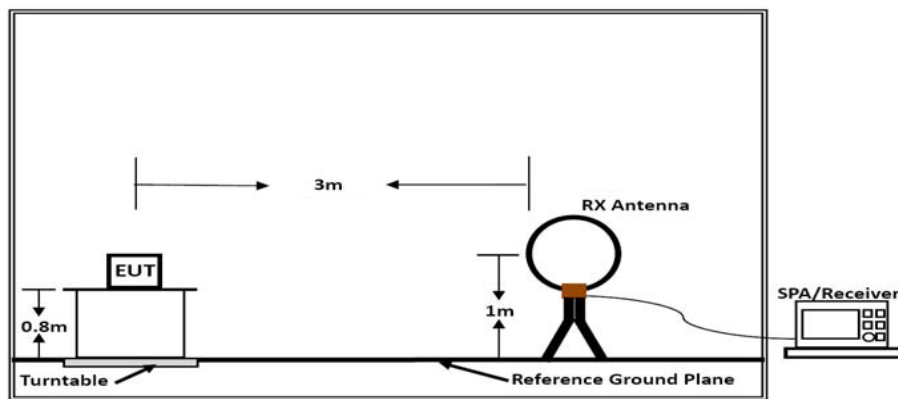 3m
RX Antenna
EUT
SPA/Receiver
0.8m
1m
Turntable
Reference Ground Plane